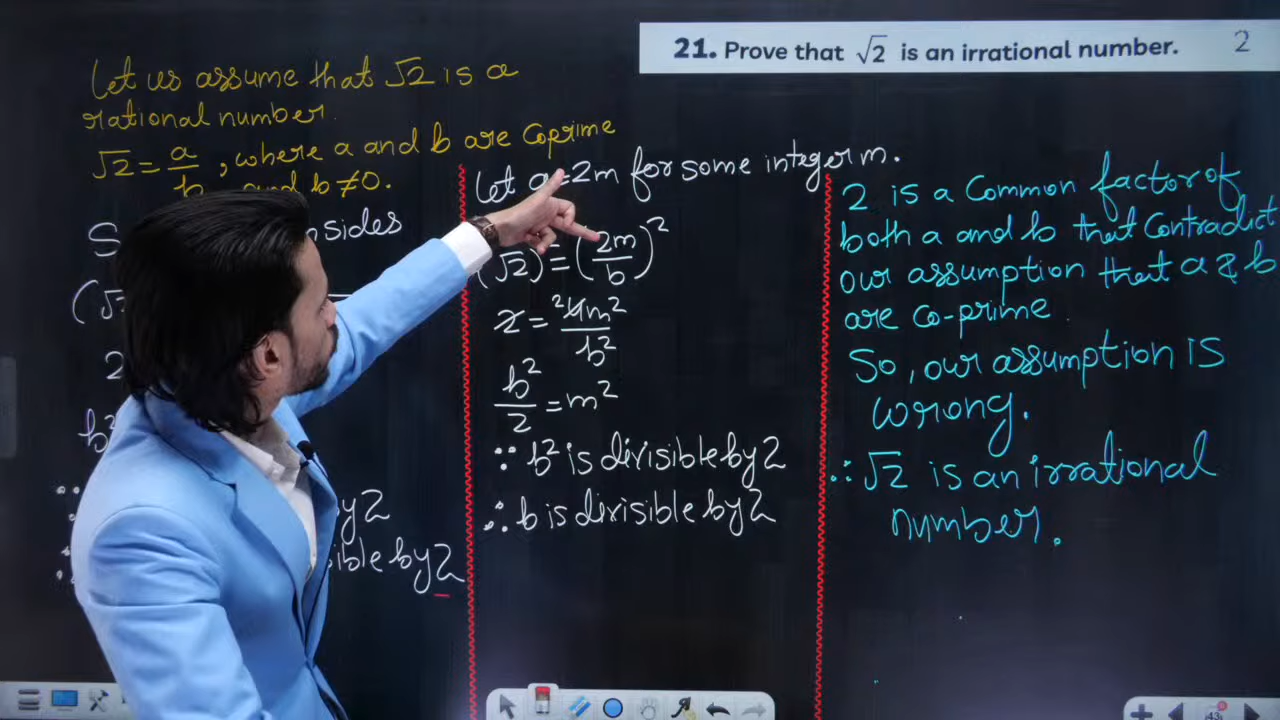 21. Prove that √2 is an irrational number. 2
Let us assume that √2 is a
rational number.
√2 = a/b, where a and b are coprime
and b ≠ 0.
sides
2
b²
by 2
by 2
Let a = 2m for some integer m.
(√2) = (2m/b)²
2 = ² 4m²/b²
b²/2 = m²
∵ b² is divisible by 2
∴ b is divisible by 2
2 is a Common factor of
both a and b that Contradict
our assumption that a & b
are co-prime
So, our assumption is
wrong.
∴ √2 is an irrational
number.